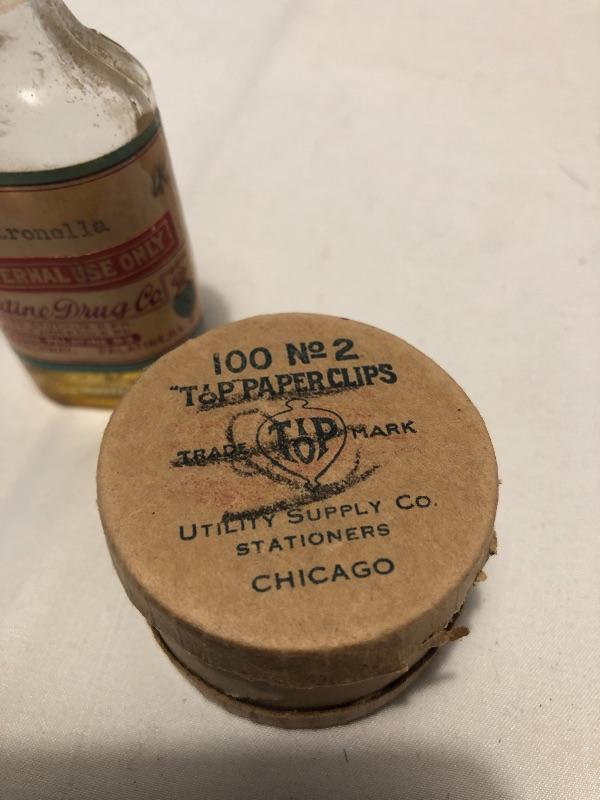 ronella
ERNAL USE ONLY
tine Drug Co.
100 No 2
"TOP" PAPER CLIPS
TRADE TOP MARK
UTILITY SUPPLY CO.
STATIONERS
CHICAGO